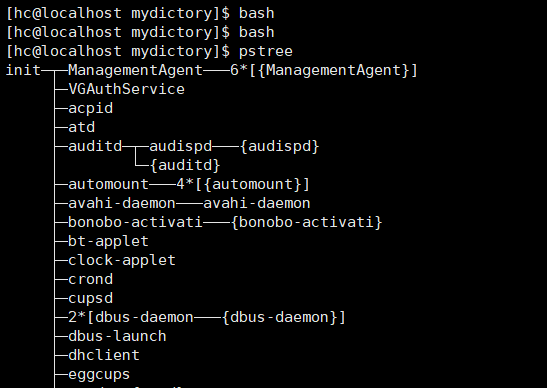 [hc@localhost mydictory]$ bash
[hc@localhost mydictory]$ bash
[hc@localhost mydictory]$ pstree
init─┬─ManagementAgent───6*[{ManagementAgent}]
     ├─VGAuthService
     ├─acpid
     ├─atd
     ├─auditd─┬─audispd───{audispd}
     │        └─{auditd}
     ├─automount───4*[{automount}]
     ├─avahi-daemon───avahi-daemon
     ├─bonobo-activati───{bonobo-activati}
     ├─bt-applet
     ├─clock-applet
     ├─crond
     ├─cupsd
     ├─2*[dbus-daemon───{dbus-daemon}]
     ├─dbus-launch
     ├─dhclient
     ├─eggcups